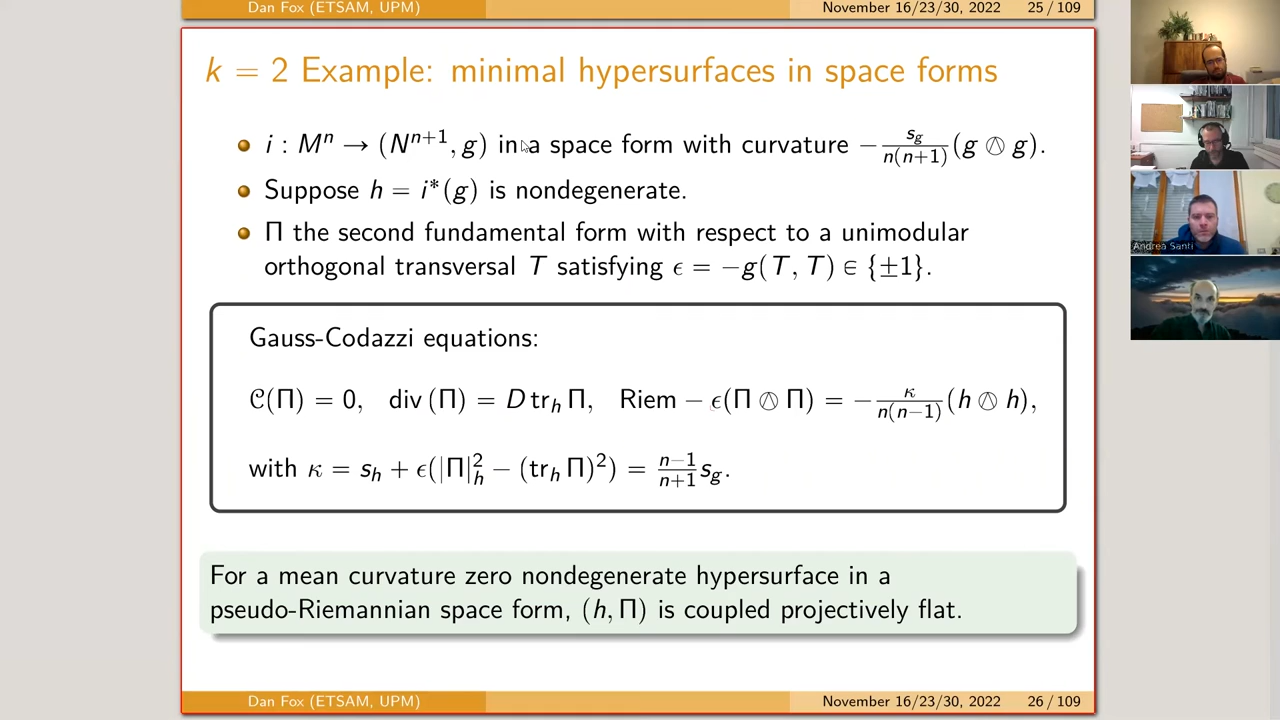 Dan Fox (ETSAM, UPM) November 16/23/30, 2022 25 / 109
k = 2 Example: minimal hypersurfaces in space forms
i : Mⁿ → (Nⁿ⁺¹, g) in a space form with curvature − s_g/n(n+1) (g ⊚ g).
Suppose h = i*(g) is nondegenerate.
Π the second fundamental form with respect to a unimodular
orthogonal transversal T satisfying ϵ = −g(T, T) ∈ {±1}.
Gauss-Codazzi equations:
𝒞(Π) = 0, div (Π) = D tr_h Π, Riem − ϵ(Π ⊚ Π) = − κ/n(n−1) (h ⊚ h),
with κ = s_h + ϵ(|Π|²_h − (tr_h Π)²) = n−1/n+1 s_g.
For a mean curvature zero nondegenerate hypersurface in a
pseudo-Riemannian space form, (h, Π) is coupled projectively flat.
Dan Fox (ETSAM, UPM) November 16/23/30, 2022 26 / 109
Andrea Santi